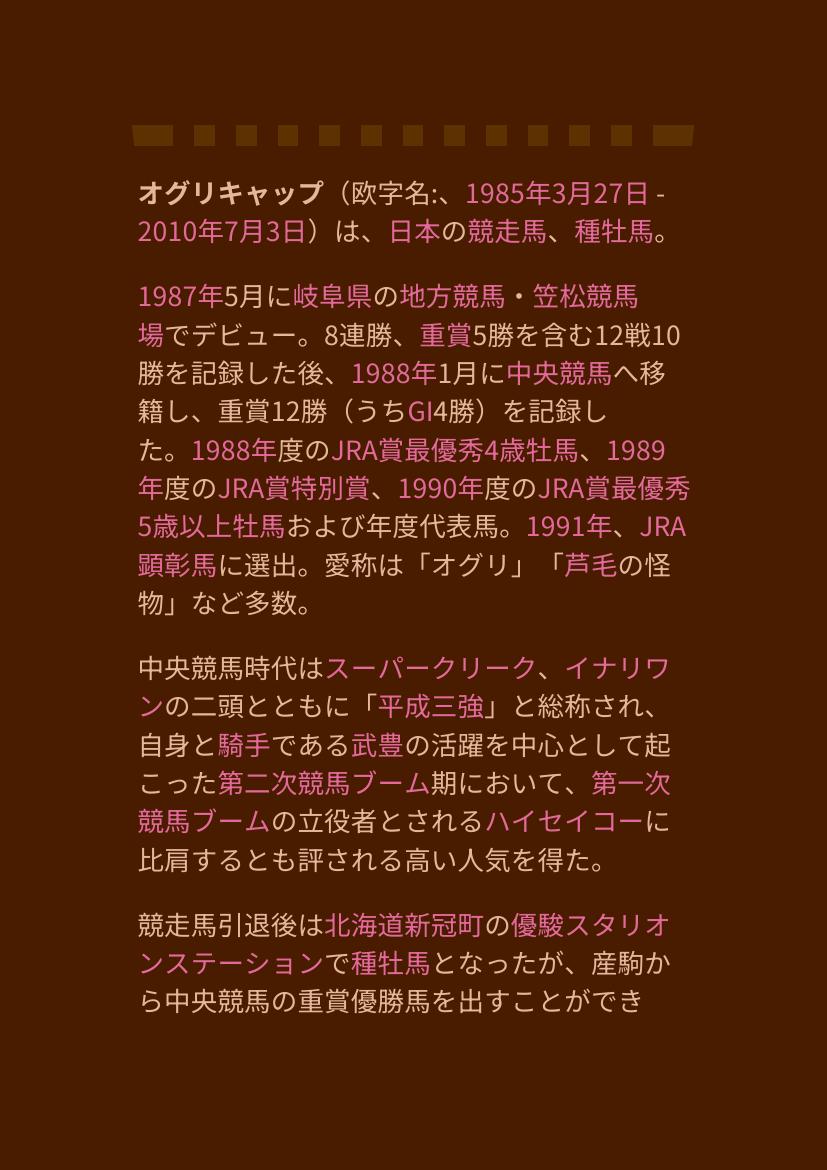 オグリキャップ（欧字名:、1985年3月27日 -
2010年7月3日）は、日本の競走馬、種牡馬。
1987年5月に岐阜県の地方競馬・笠松競馬
場でデビュー。8連勝、重賞5勝を含む12戦10
勝を記録した後、1988年1月に中央競馬へ移
籍し、重賞12勝（うちGI4勝）を記録し
た。1988年度のJRA賞最優秀4歳牡馬、1989
年度のJRA賞特別賞、1990年度のJRA賞最優秀
5歳以上牡馬および年度代表馬。1991年、JRA
顕彰馬に選出。愛称は「オグリ」「芦毛の怪
物」など多数。
中央競馬時代はスーパークリーク、イナリワ
ンの二頭とともに「平成三強」と総称され、
自身と騎手である武豊の活躍を中心として起
こった第二次競馬ブーム期において、第一次
競馬ブームの立役者とされるハイセイコーに
比肩するとも評される高い人気を得た。
競走馬引退後は北海道新冠町の優駿スタリオ
ンステーションで種牡馬となったが、産駒か
ら中央競馬の重賞優勝馬を出すことができ